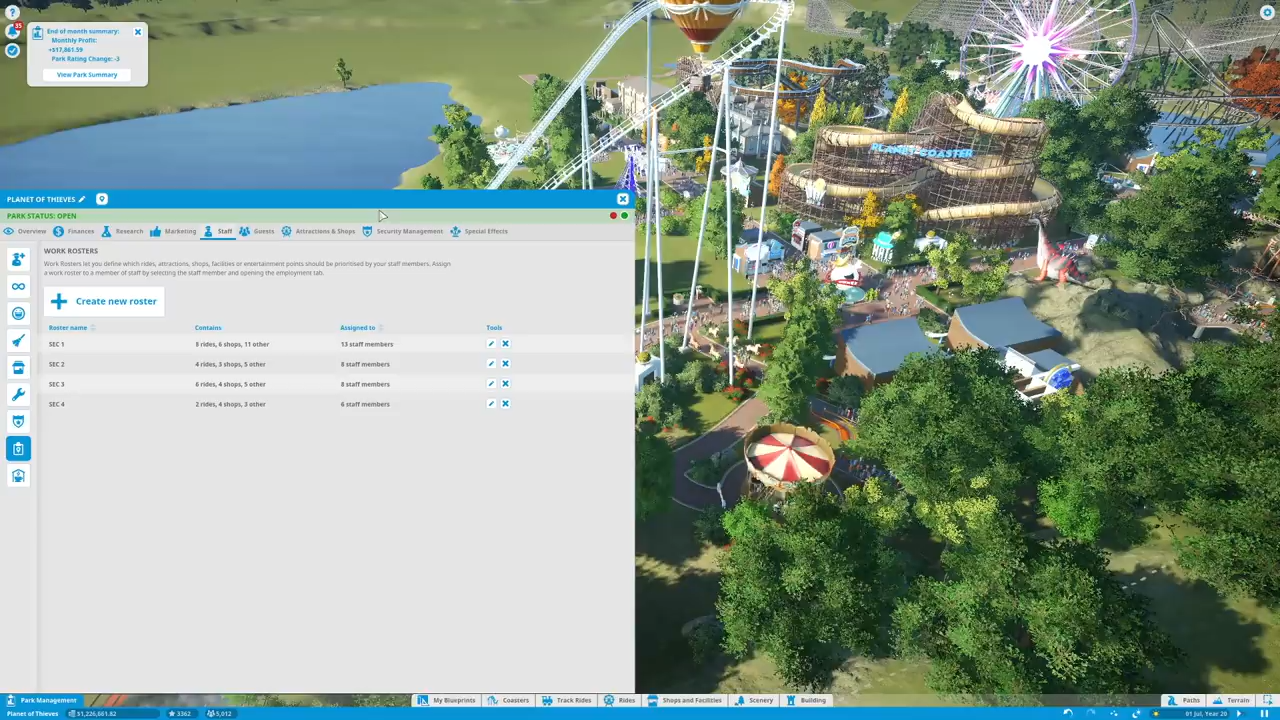 35
End of month summary:
Monthly Profit:
+$17,861.59
Park Rating Change: -3
View Park Summary
PLANET COASTER
PLANET OF THIEVES
PARK STATUS: OPEN
Overview Finances Research Marketing Staff Guests Attractions & Shops Security Management Special Effects
WORK ROSTERS
Work Rosters let you define which rides, attractions, shops, facilities or entertainment points should be prioritised by your staff members. Assign
a work roster to a member of staff by selecting the staff member and opening the employment tab.
Create new roster
Roster name Contains Assigned to Tools
SEC 1 8 rides, 6 shops, 11 other 13 staff members
SEC 2 4 rides, 3 shops, 5 other 8 staff members
SEC 3 6 rides, 4 shops, 5 other 8 staff members
SEC 4 2 rides, 4 shops, 3 other 6 staff members
Park Management My Blueprints Coasters Track Rides Rides Shops and Facilities Scenery Building Paths Terrain
Planet of Thieves $1,226,661.82 3362 5,012 01 Jul, Year 20